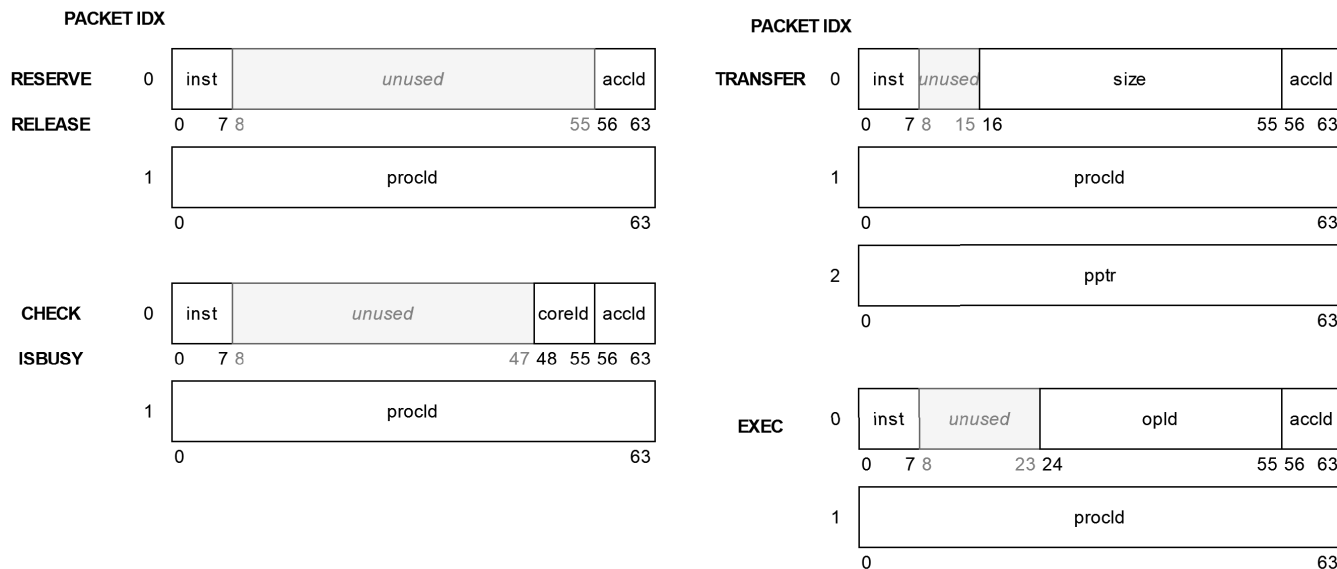 PACKET IDX
RESERVE 0 inst unused accId
RELEASE 0 7 8 55 56 63
1 procId
0 63
CHECK 0 inst unused coreId accId
ISBUSY 0 7 8 47 48 55 56 63
1 procId
0 63
PACKET IDX
TRANSFER 0 inst unused size accId
0 7 8 15 16 55 56 63
1 procId
0 63
2 pptr
0 63
EXEC 0 inst unused opId accId
0 7 8 23 24 55 56 63
1 procId
0 63